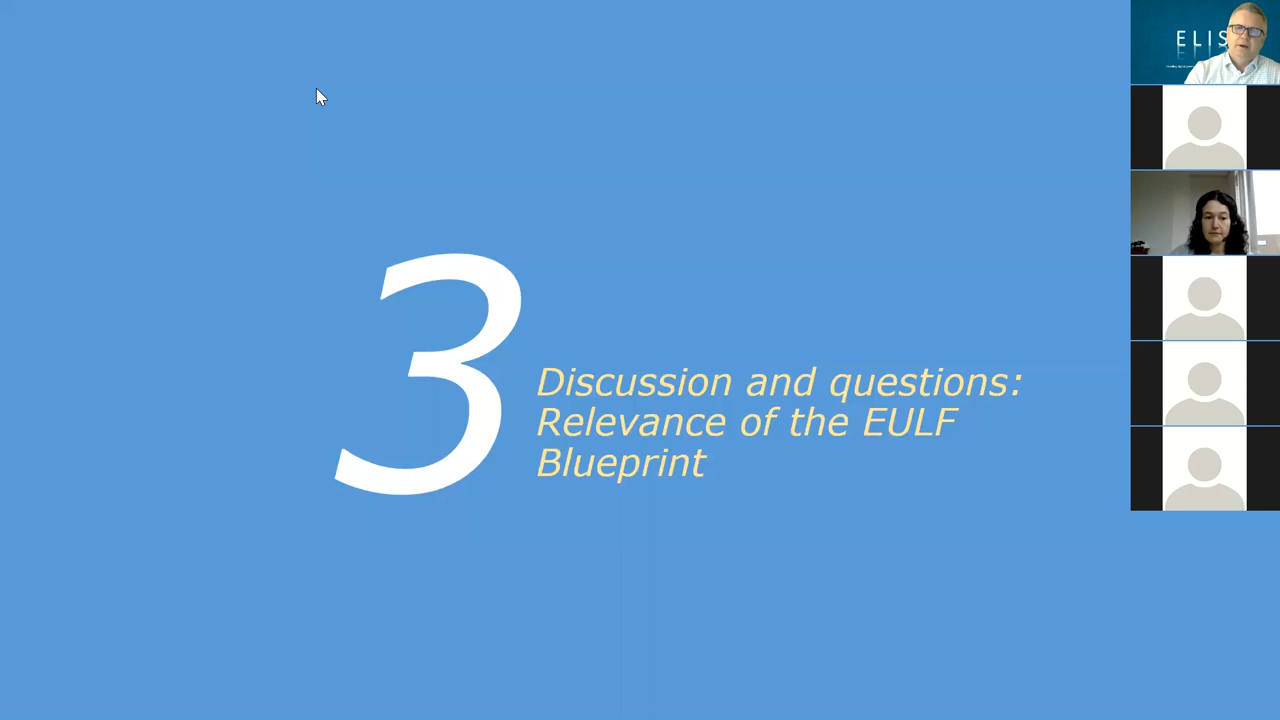 3
Discussion and questions:
Relevance of the EULF
Blueprint
ELIS